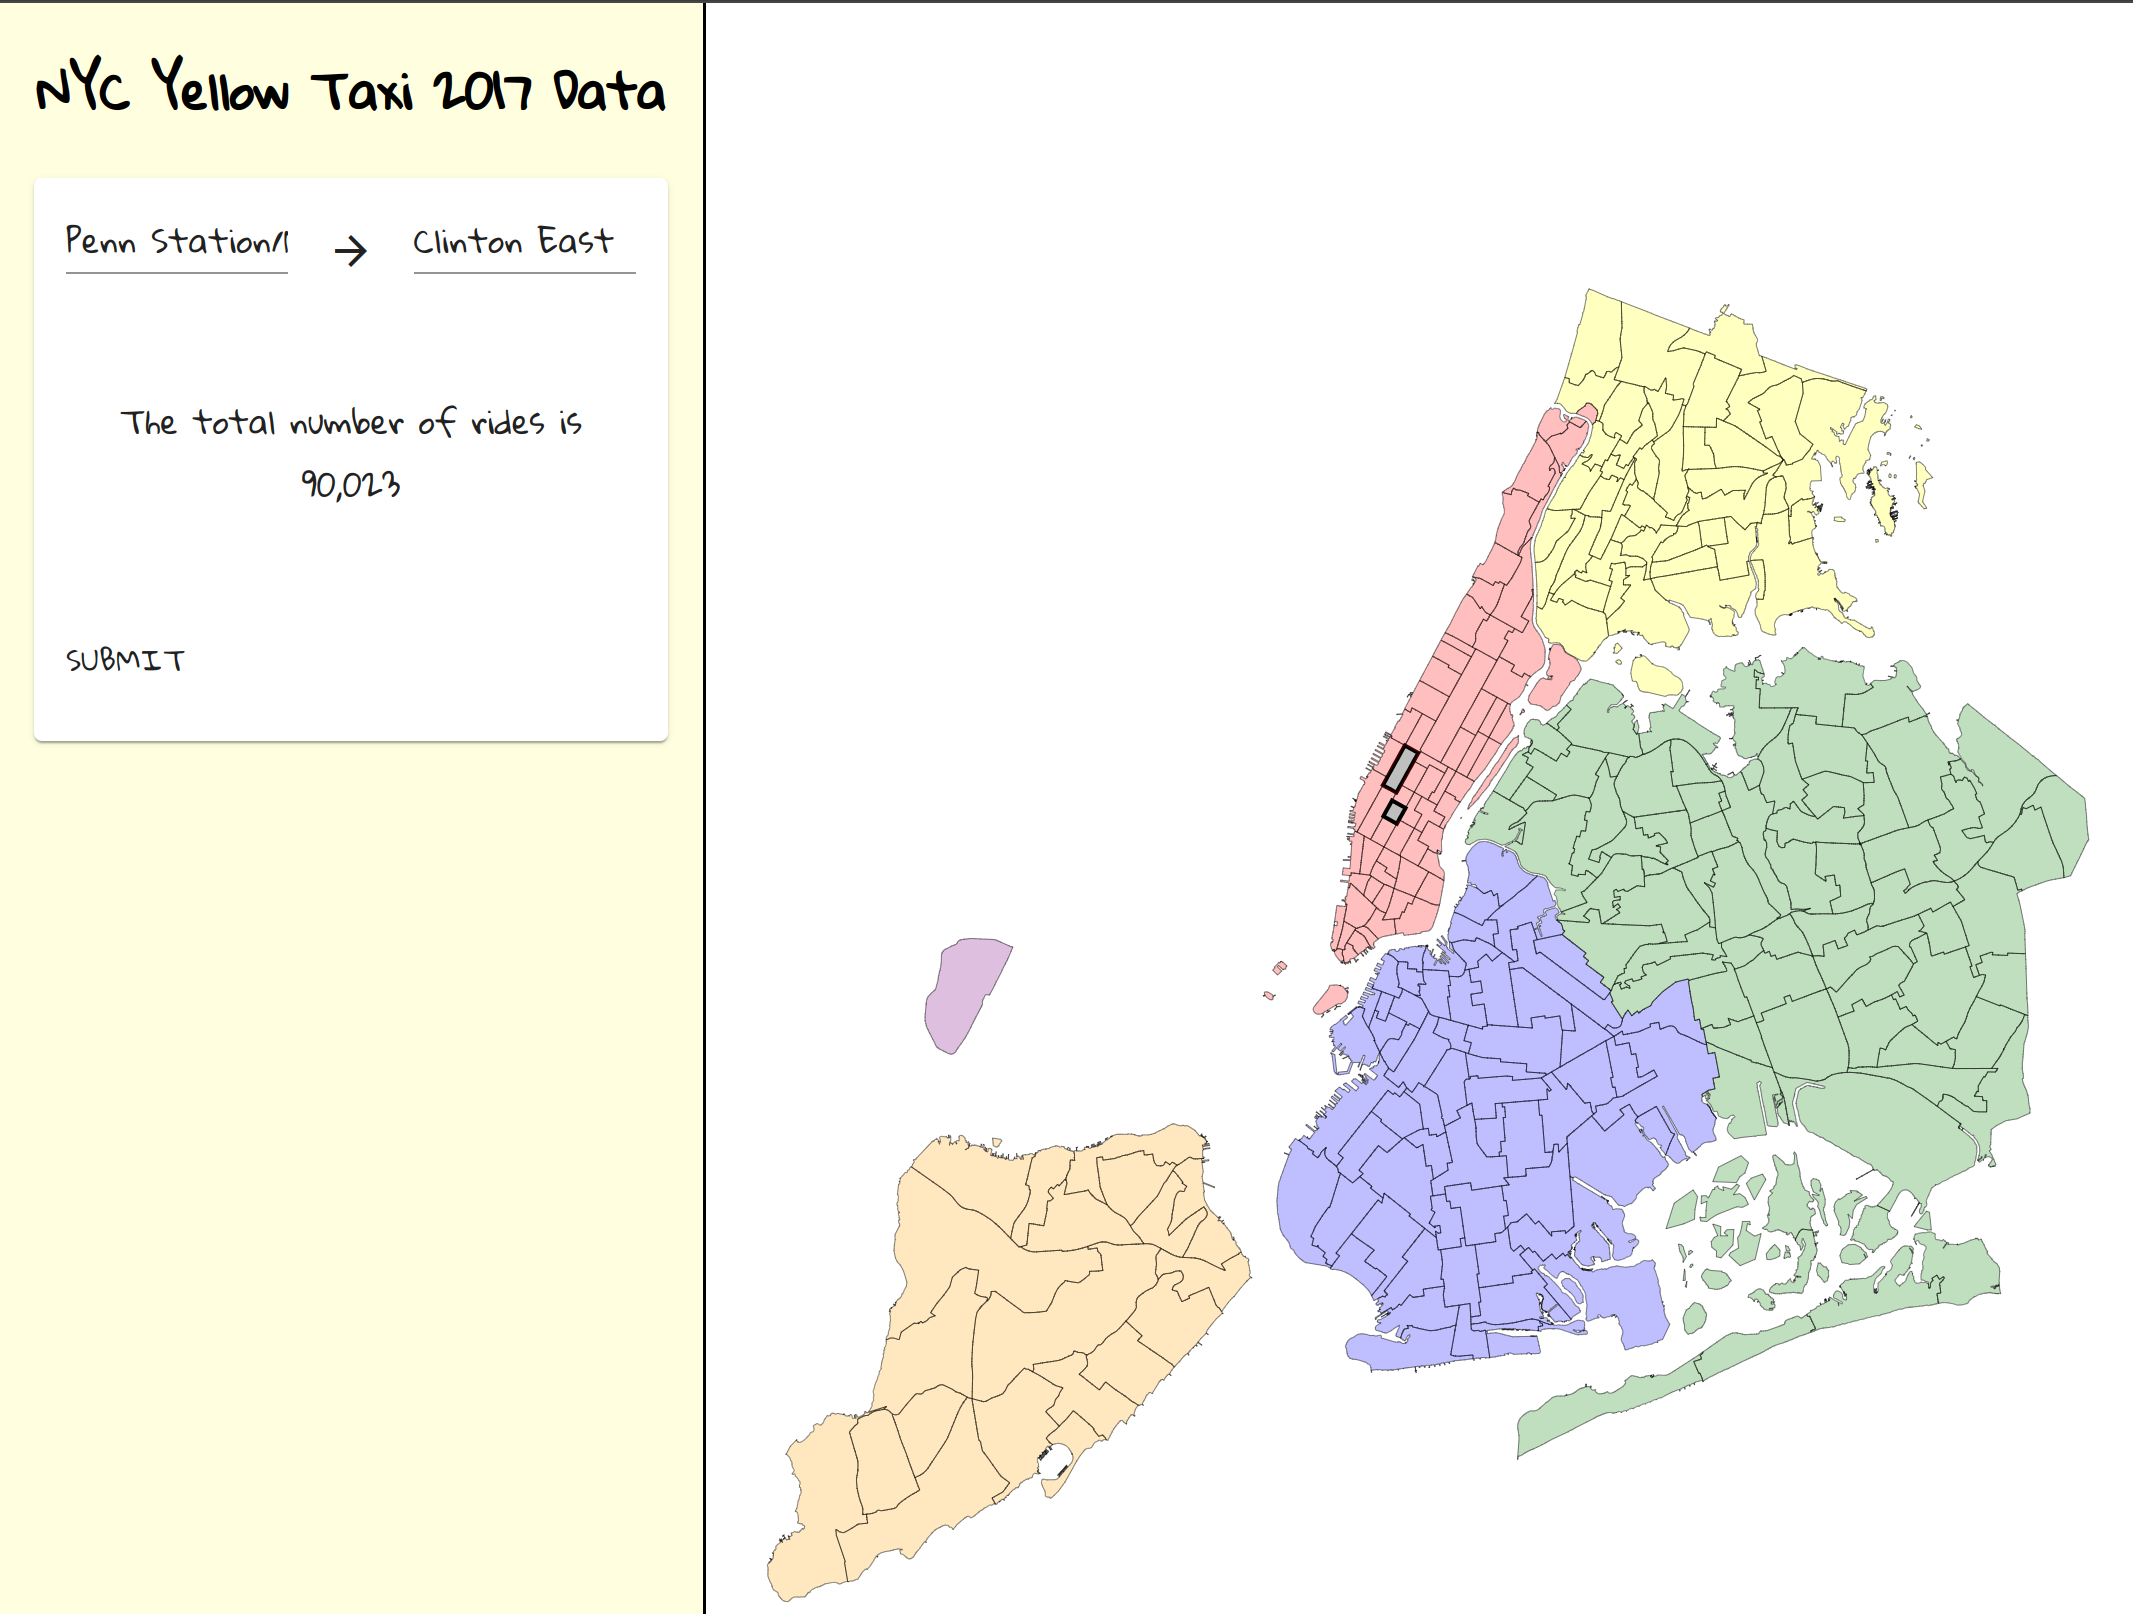 NYC Yellow Taxi 2017 Data
Penn Station/ → Clinton East
The total number of rides is
90,023
SUBMIT